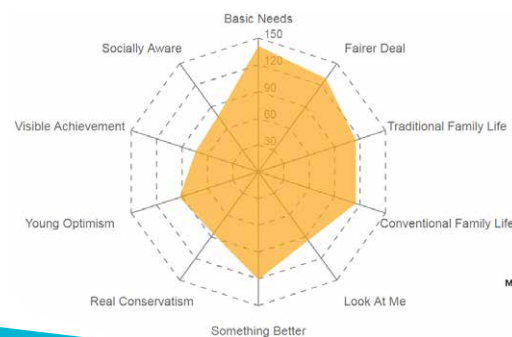 Basic Needs
150
Socially Aware
Fairer Deal
120
90
Visible Achievement
Traditional Family Life
60
30
Young Optimism
Conventional Family Life
Real Conservatism
Look At Me
Something Better
M